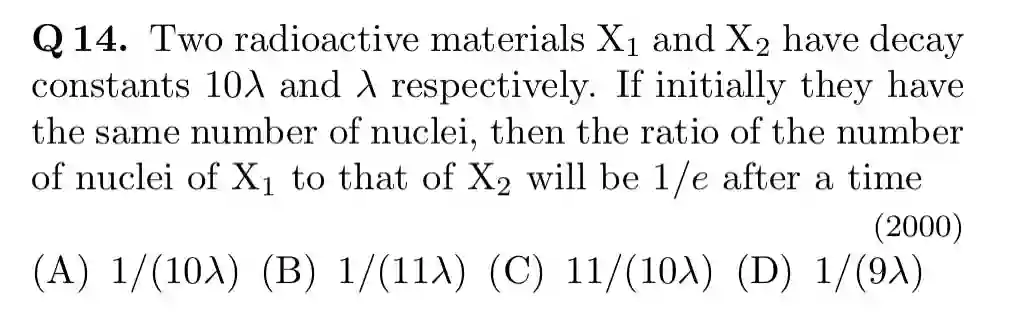 Q 14. Two radioactive materials X₁ and X₂ have decay
constants 10λ and λ respectively. If initially they have
the same number of nuclei, then the ratio of the number
of nuclei of X₁ to that of X₂ will be 1/e after a time
(2000)
(A) 1/(10λ) (B) 1/(11λ) (C) 11/(10λ) (D) 1/(9λ)